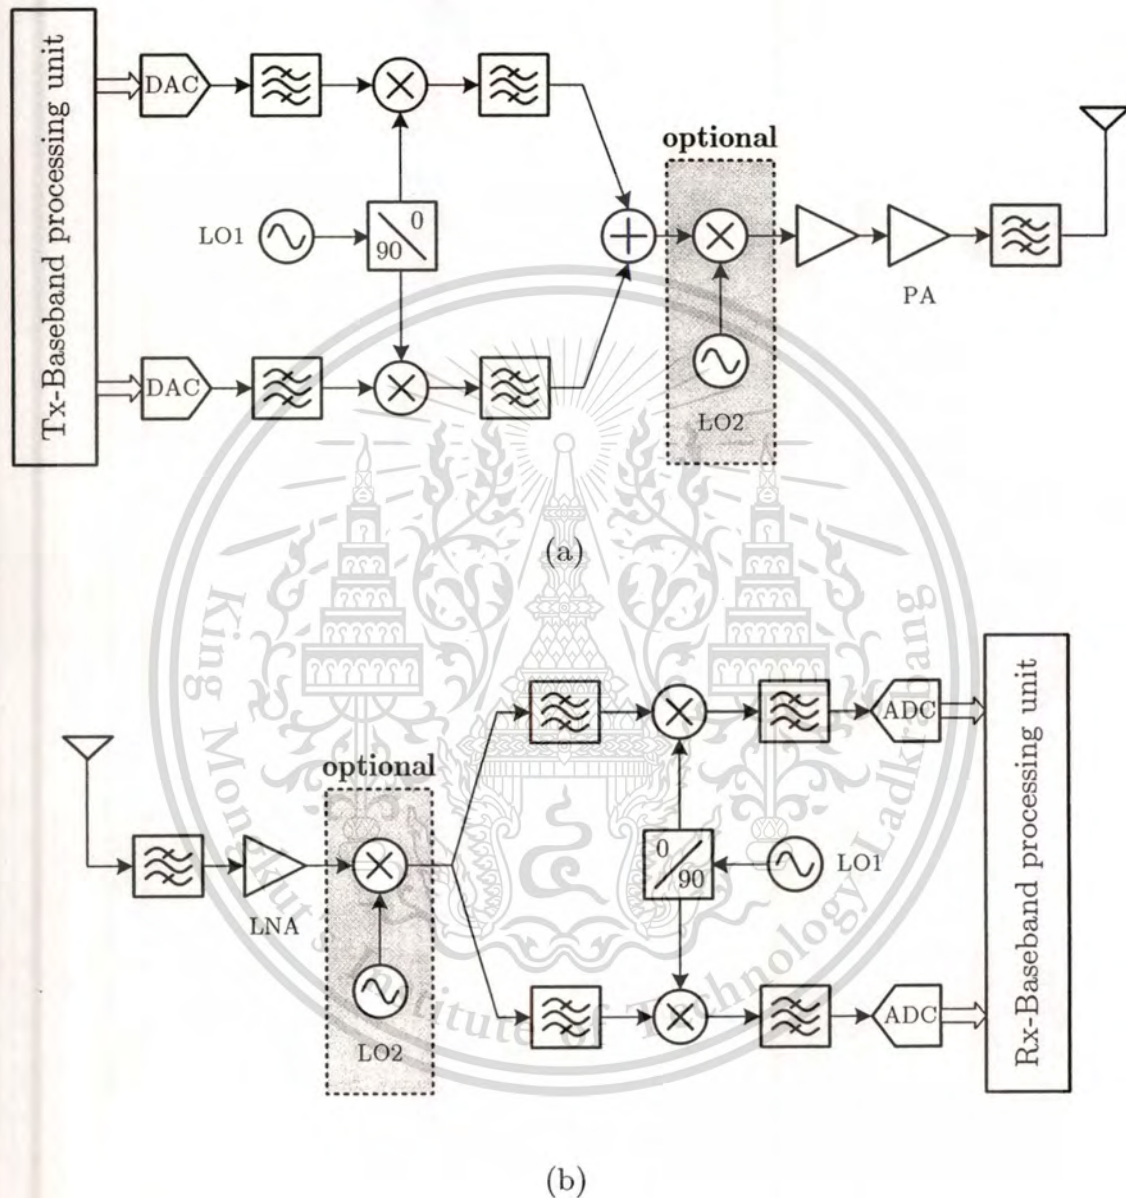 Tx-Baseband processing unit
DAC
LO1
0
90
DAC
optional
LO2
PA
(a)
King Mongkut's Institute of Technology Ladkrabang
optional
LNA
LO2
0
90
LO1
ADC
ADC
Rx-Baseband processing unit
(b)